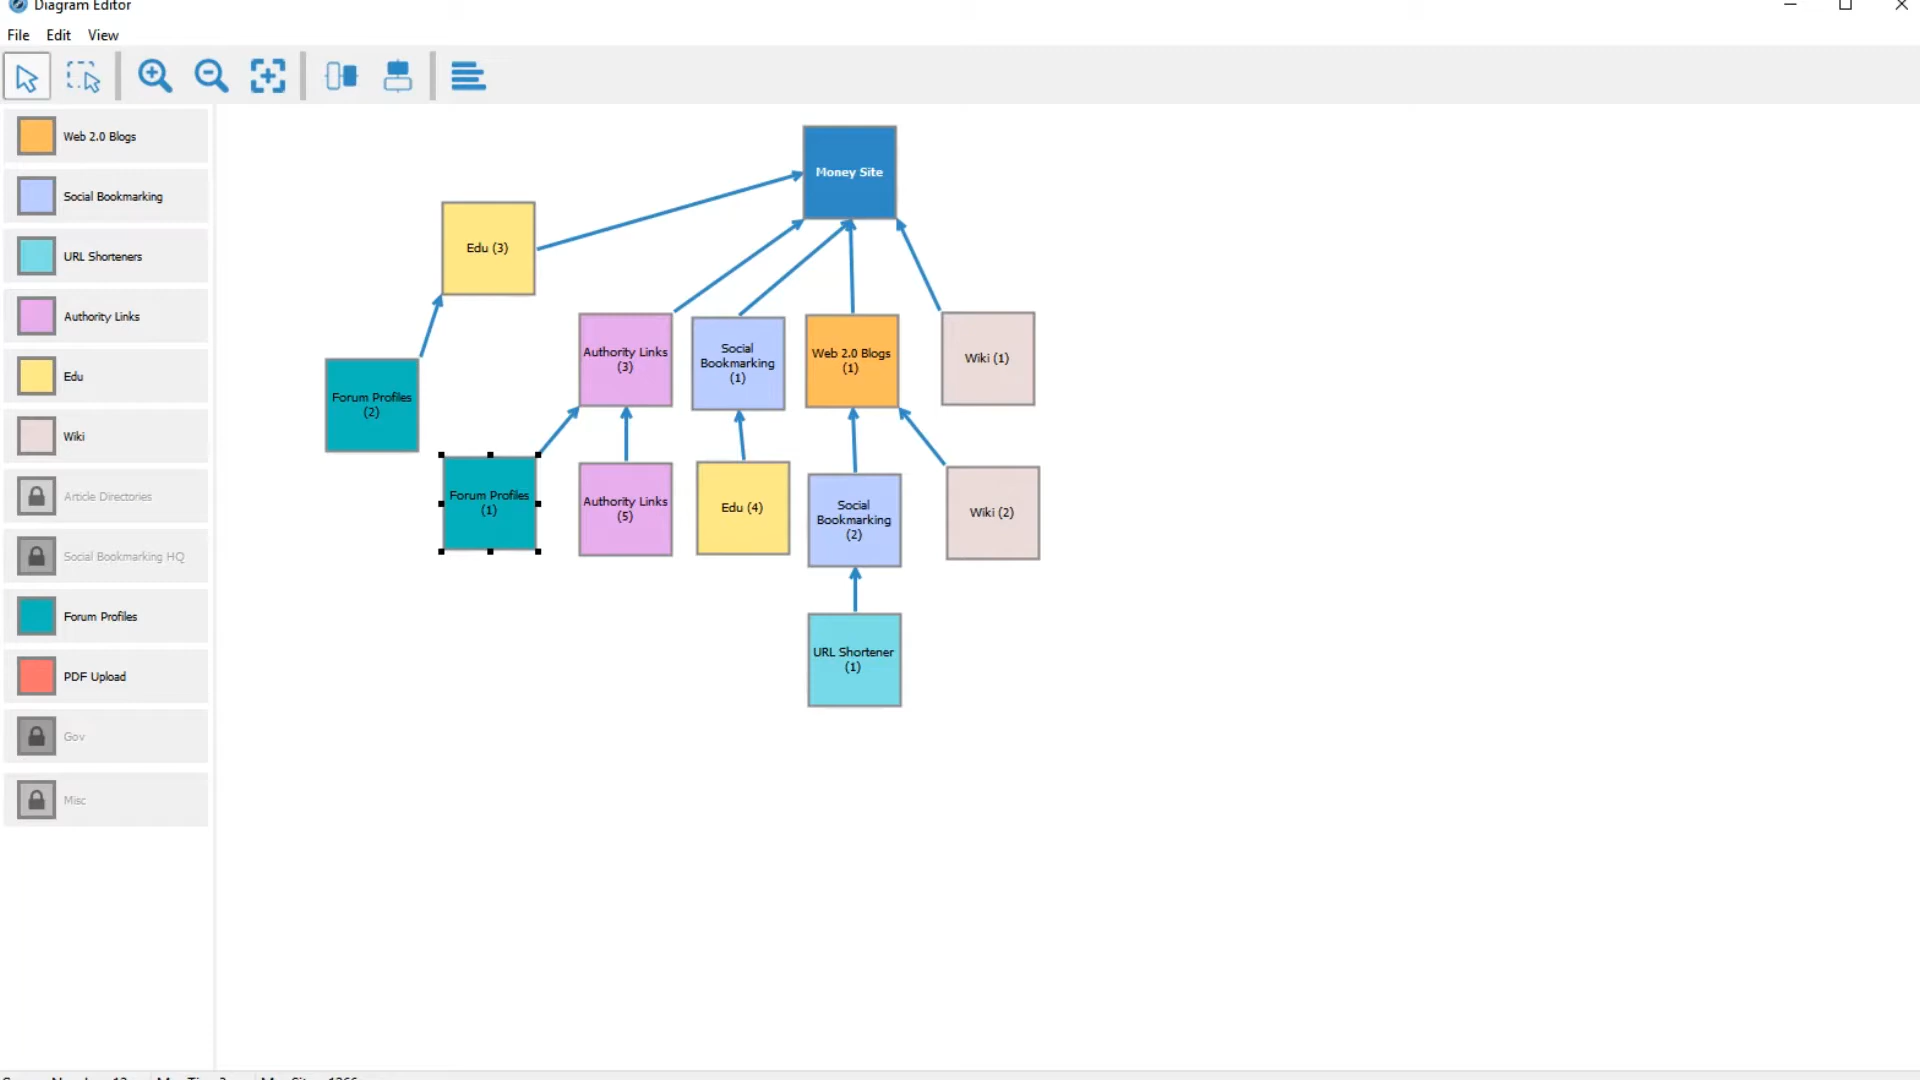 Diagram Editor
File Edit View
Web 2.0 Blogs
Social Bookmarking
URL Shorteners
Authority Links
Edu
Wiki
Article Directories
Social Bookmarking HQ
Forum Profiles
PDF Upload
Gov
Misc
Money Site
Edu (3)
Authority Links
(3)
Social
Bookmarking
(1)
Web 2.0 Blogs
(1)
Wiki (1)
Forum Profiles
(2)
Forum Profiles
(1)
Authority Links
(5)
Edu (4)
Social
Bookmarking
(2)
Wiki (2)
URL Shortener
(1)